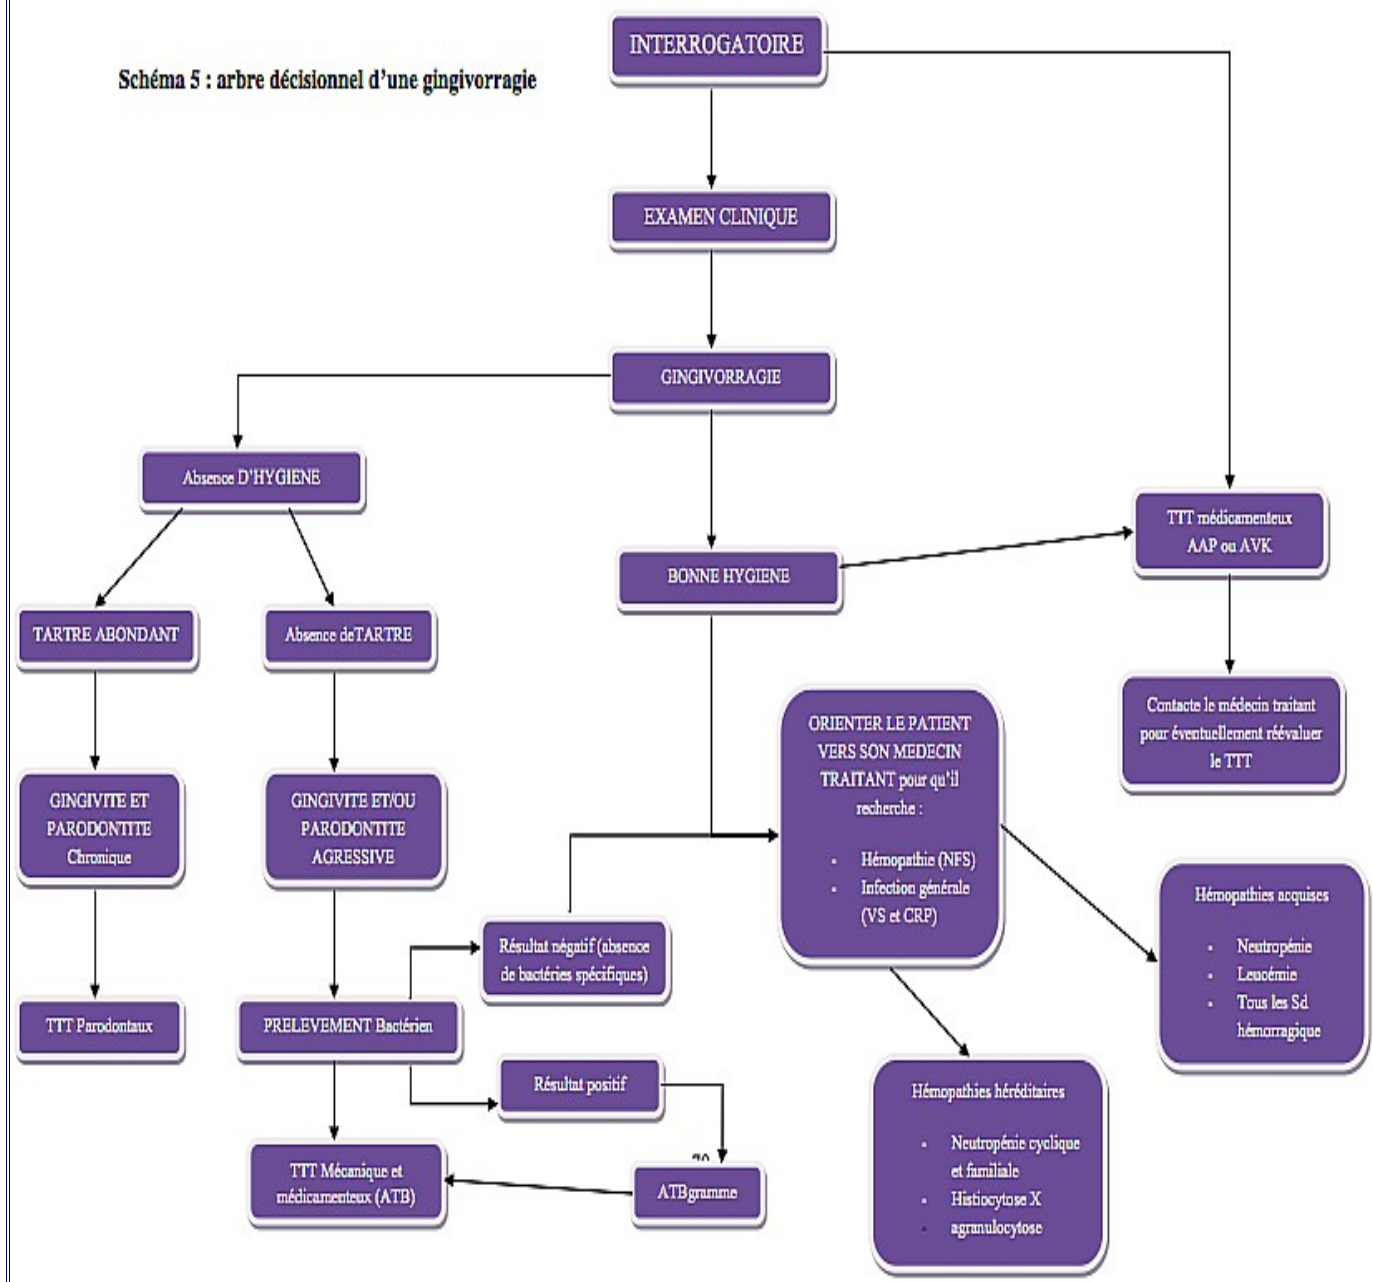 INTERROGATOIRE
Schéma 5 : arbre décisionnel d'une gingivorragie
EXAMEN CLINIQUE
GINGIVORRAGIE
Absence D'HYGIENE
TTT médicamenteux
AAP ou AVK
BONNE HYGIENE
TARTRE ABONDANT
Absence deTARTRE
Contacte le médecin traitant
pour éventuellement réévaluer
le TTT
ORIENTER LE PATIENT
VERS SON MEDECIN
TRAITANT pour qu'il
recherche :
- Hémopathie (NFS)
- Infection générale
(VS et CRP)
GINGIVITE ET
PARODONTITE
Chronique
GINGIVITE ET/OU
PARODONTITE
AGRESSIVE
Hémopathies acquises
- Neutropénie
- Leucémie
- Tous les Sd
hémorragique
Résultat négatif (absence
de bactéries spécifiques)
TTT Parodontaux
PRELEVEMENT Bactérien
Résultat positif
Hémopathies héréditaires
- Neutropénie cyclique
et familiale
- Histiocytose X
- agranulocytose
TTT Mécanique et
médicamenteux (ATB)
ATBgramme